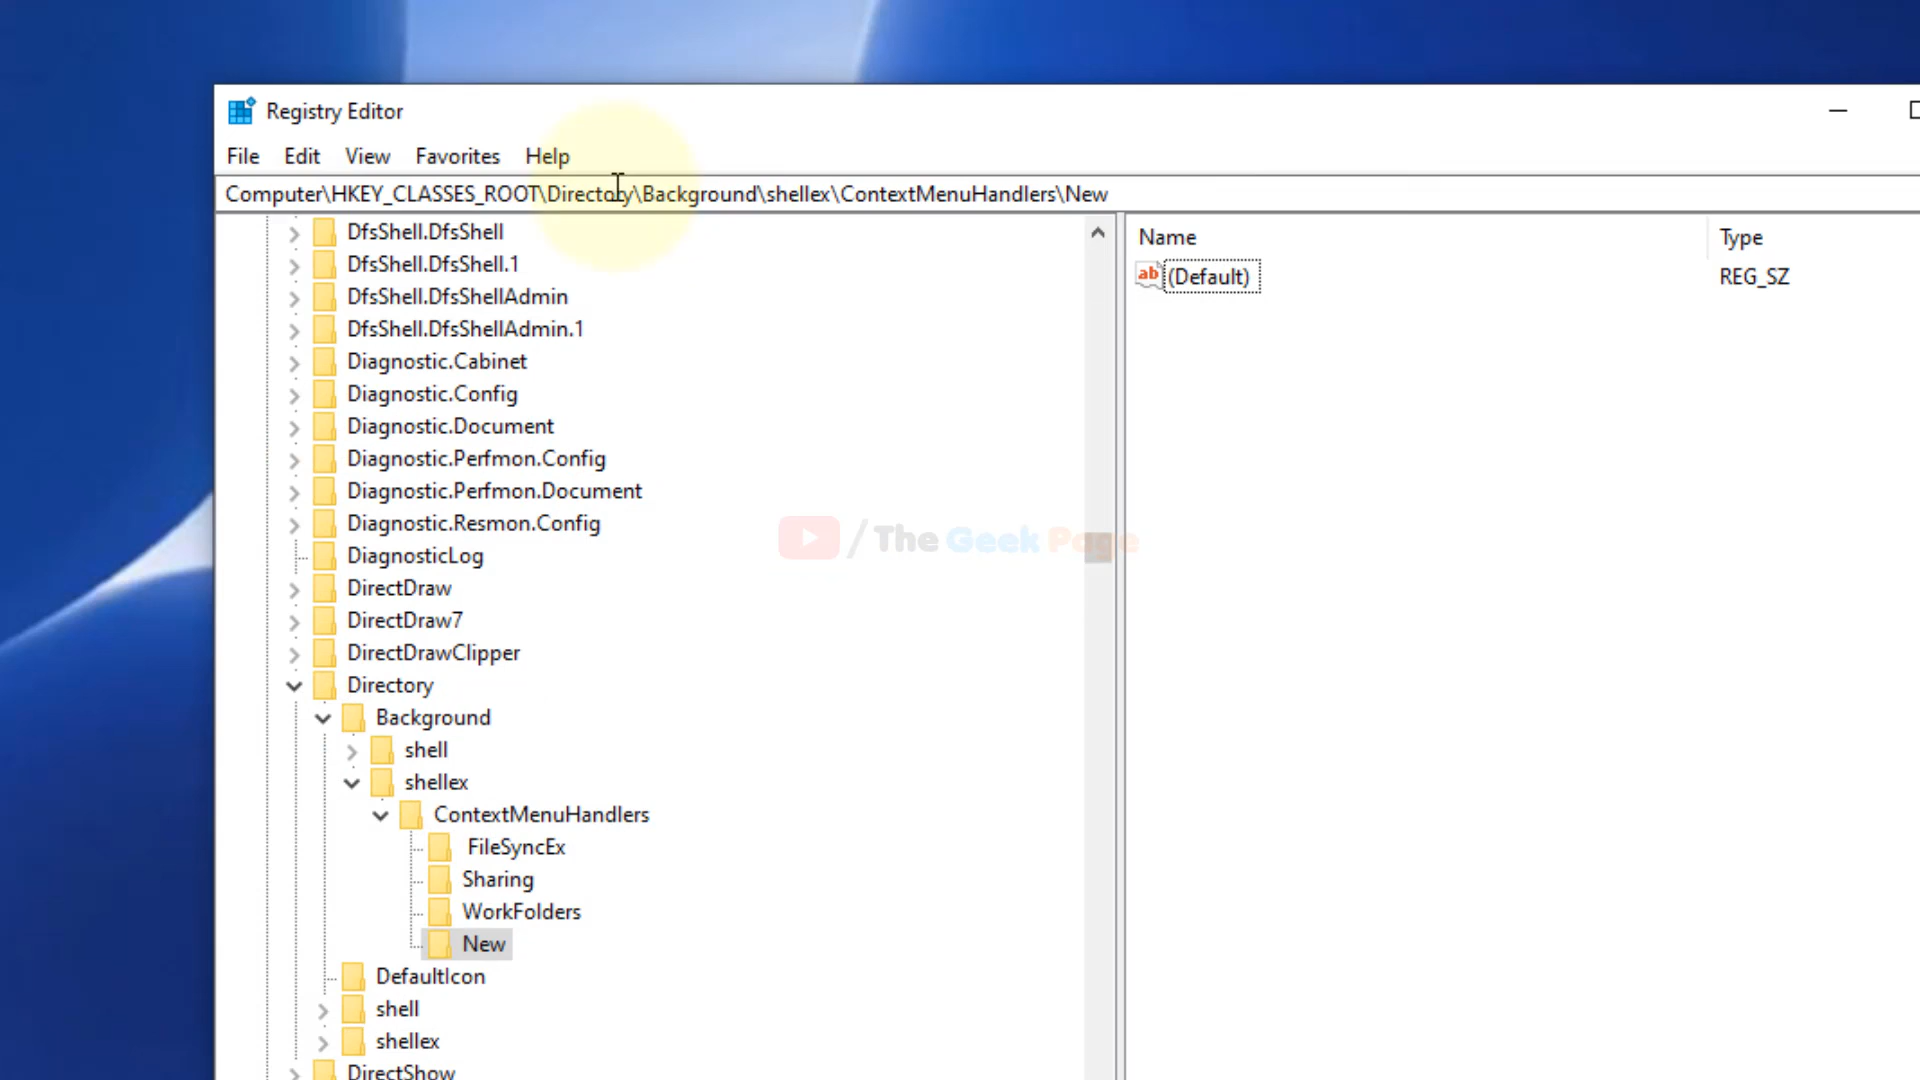 Registry Editor
File Edit View Favorites Help
Computer\HKEY_CLASSES_ROOT\Directory\Background\shellex\ContextMenuHandlers\New
DfsShell.DfsShell
DfsShell.DfsShell.1
DfsShell.DfsShellAdmin
DfsShell.DfsShellAdmin.1
Diagnostic.Cabinet
Diagnostic.Config
Diagnostic.Document
Diagnostic.Perfmon.Config
Diagnostic.Perfmon.Document
Diagnostic.Resmon.Config
DiagnosticLog
DirectDraw
DirectDraw7
DirectDrawClipper
Directory
Background
shell
shellex
ContextMenuHandlers
FileSyncEx
Sharing
WorkFolders
New
DefaultIcon
shell
shellex
DirectShow
Name Type
ab (Default) REG_SZ
/The Geek Page